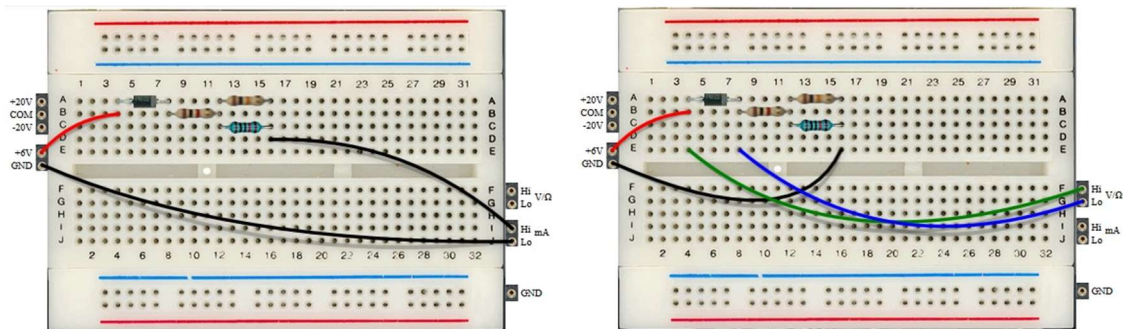 1 3 5 7 9 11 13 15 17 19 21 23 25 27 29 31
A A
+20V
B B
COM
C C
-20V
D D
+6V
E E
GND
F F
Hi
V/Ω
G G
Lo
H H
I I
Hi
mA
J J
Lo
2 4 6 8 10 12 14 16 18 20 22 24 26 28 30 32
GND
1 3 5 7 9 11 13 15 17 19 21 23 25 27 29 31
A A
+20V
B B
COM
C C
-20V
D D
+6V
E E
GND
F F
Hi
V/Ω
G G
Lo
H H
I I
Hi
mA
J J
Lo
2 4 6 8 10 12 14 16 18 20 22 24 26 28 30 32
GND